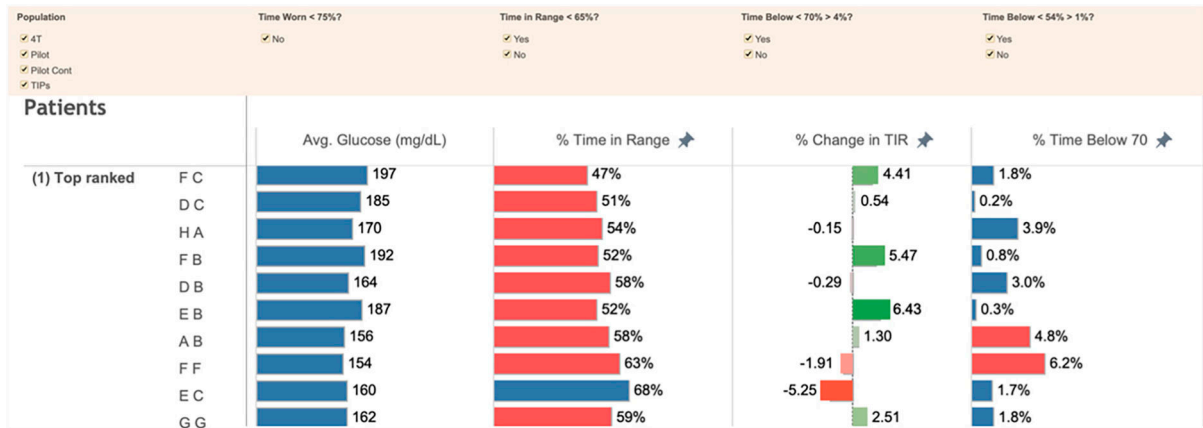 Population Time Worn < 75%? Time in Range < 65%? Time Below < 70% > 4%? Time Below < 54% > 1%?
4T No Yes Yes Yes
Pilot No No No
Pilot Cont
TIPs
Patients
Avg. Glucose (mg/dL) % Time in Range % Change in TIR % Time Below 70
(1) Top ranked F C 197 47% 4.41 1.8%
D C 185 51% 0.54 0.2%
H A 170 54% -0.15 3.9%
F B 192 52% 5.47 0.8%
D B 164 58% -0.29 3.0%
E B 187 52% 6.43 0.3%
A B 156 58% 1.30 4.8%
F F 154 63% -1.91 6.2%
E C 160 68% -5.25 1.7%
G G 162 59% 2.51 1.8%